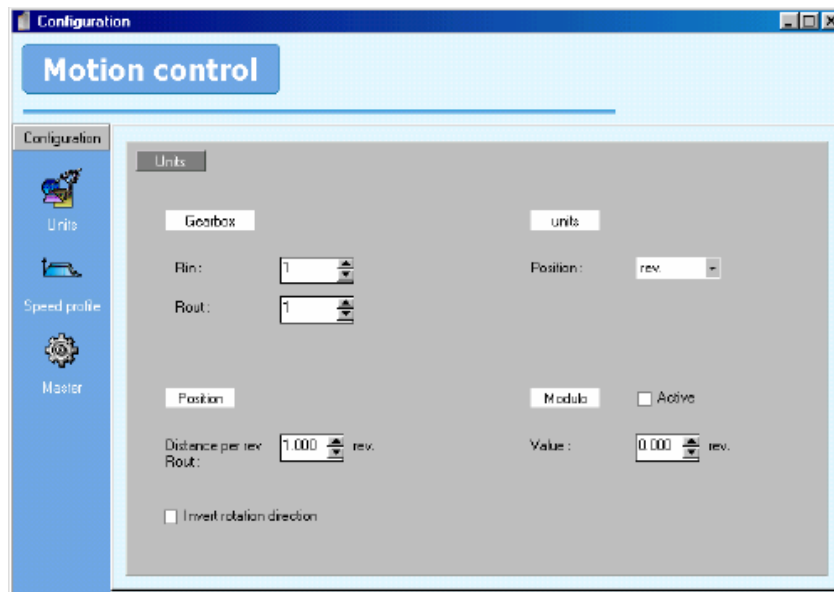 Configuration
Motion control
Configuration
Units
Speed profile
Master
Units
Gearbox
units
Rin : 1
Position : rev.
Rout : 1
Position
Modulo
Active
Distance per rev Rout : 1.000 rev.
Value : 0.000 rev.
Invert rotation direction